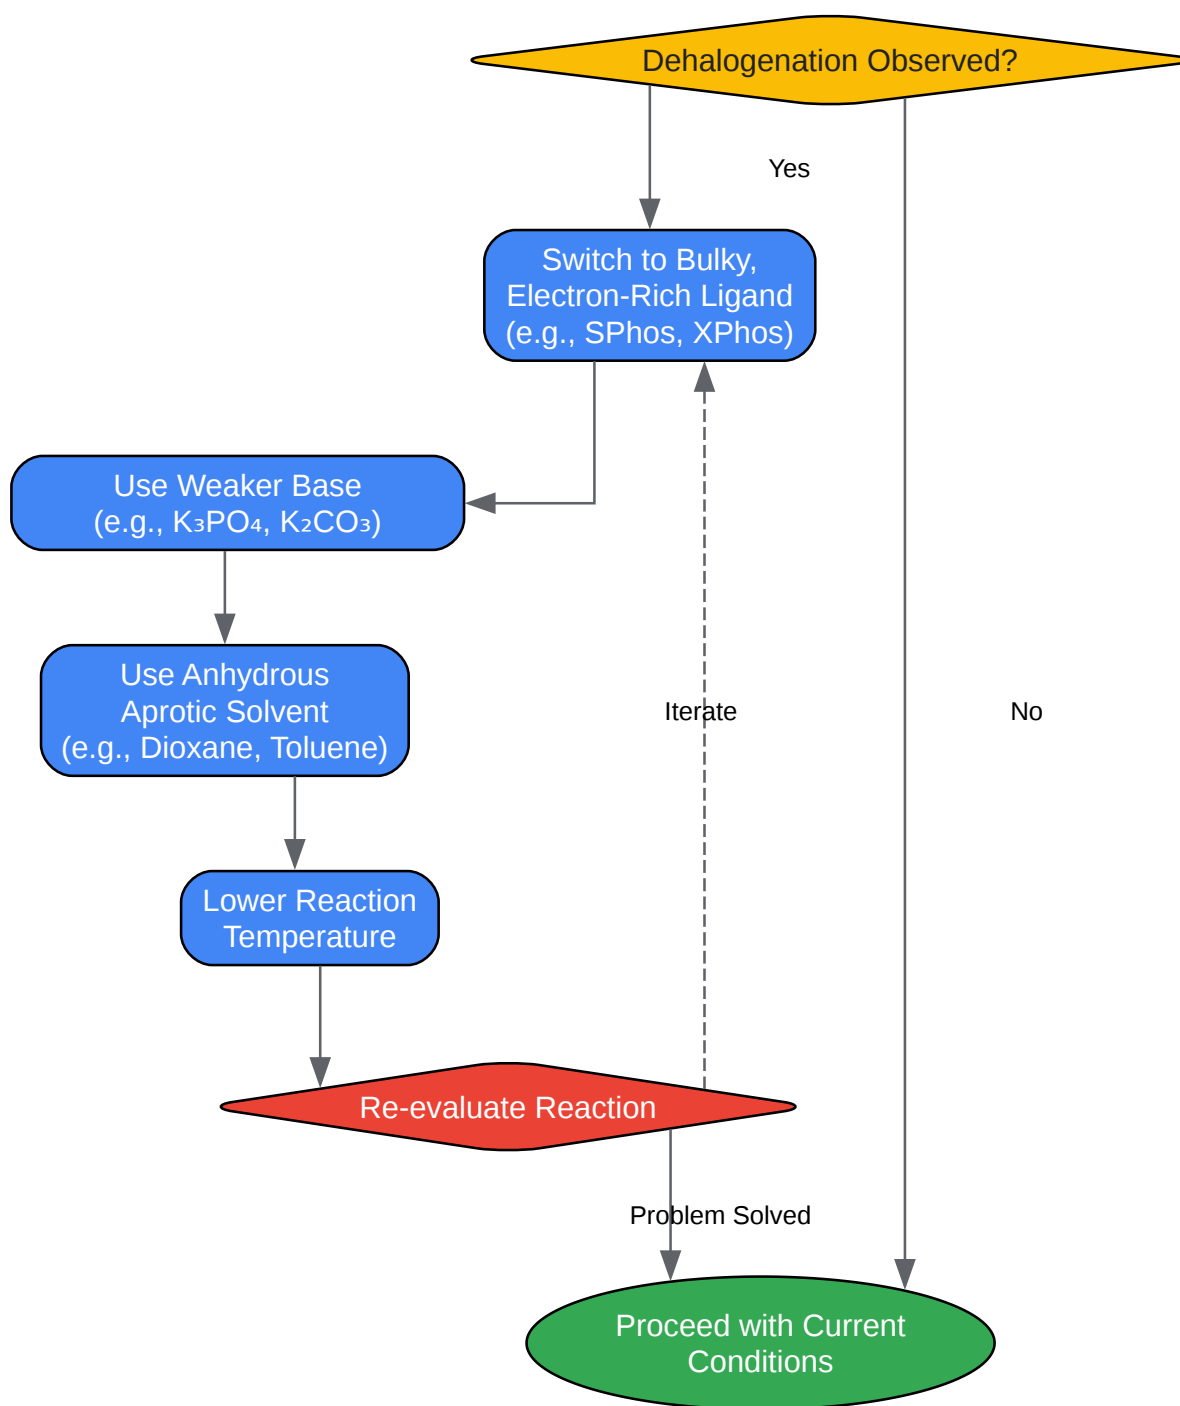 Dehalogenation Observed?
Yes
Switch to Bulky,
Electron-Rich Ligand
(e.g., SPhos, XPhos)
Use Weaker Base
(e.g., K₃PO₄, K₂CO₃)
Use Anhydrous
Aprotic Solvent
(e.g., Dioxane, Toluene)
Iterate
No
Lower Reaction
Temperature
Re-evaluate Reaction
Problem Solved
Proceed with Current
Conditions